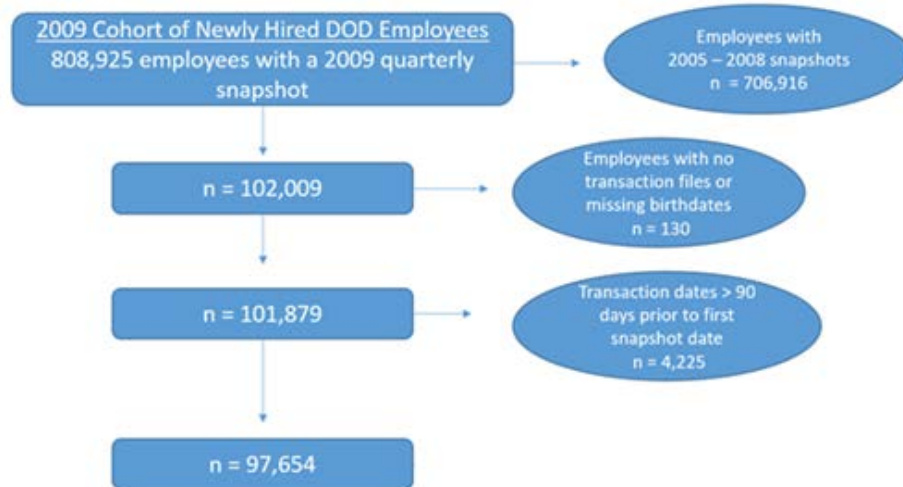 2009 Cohort of Newly Hired DOD Employees
808,925 employees with a 2009 quarterly
snapshot
Employees with
2005 – 2008 snapshots
n = 706,916
n = 102,009
Employees with no
transaction files or
missing birthdates
n = 130
n = 101,879
Transaction dates > 90
days prior to first
snapshot date
n = 4,225
n = 97,654